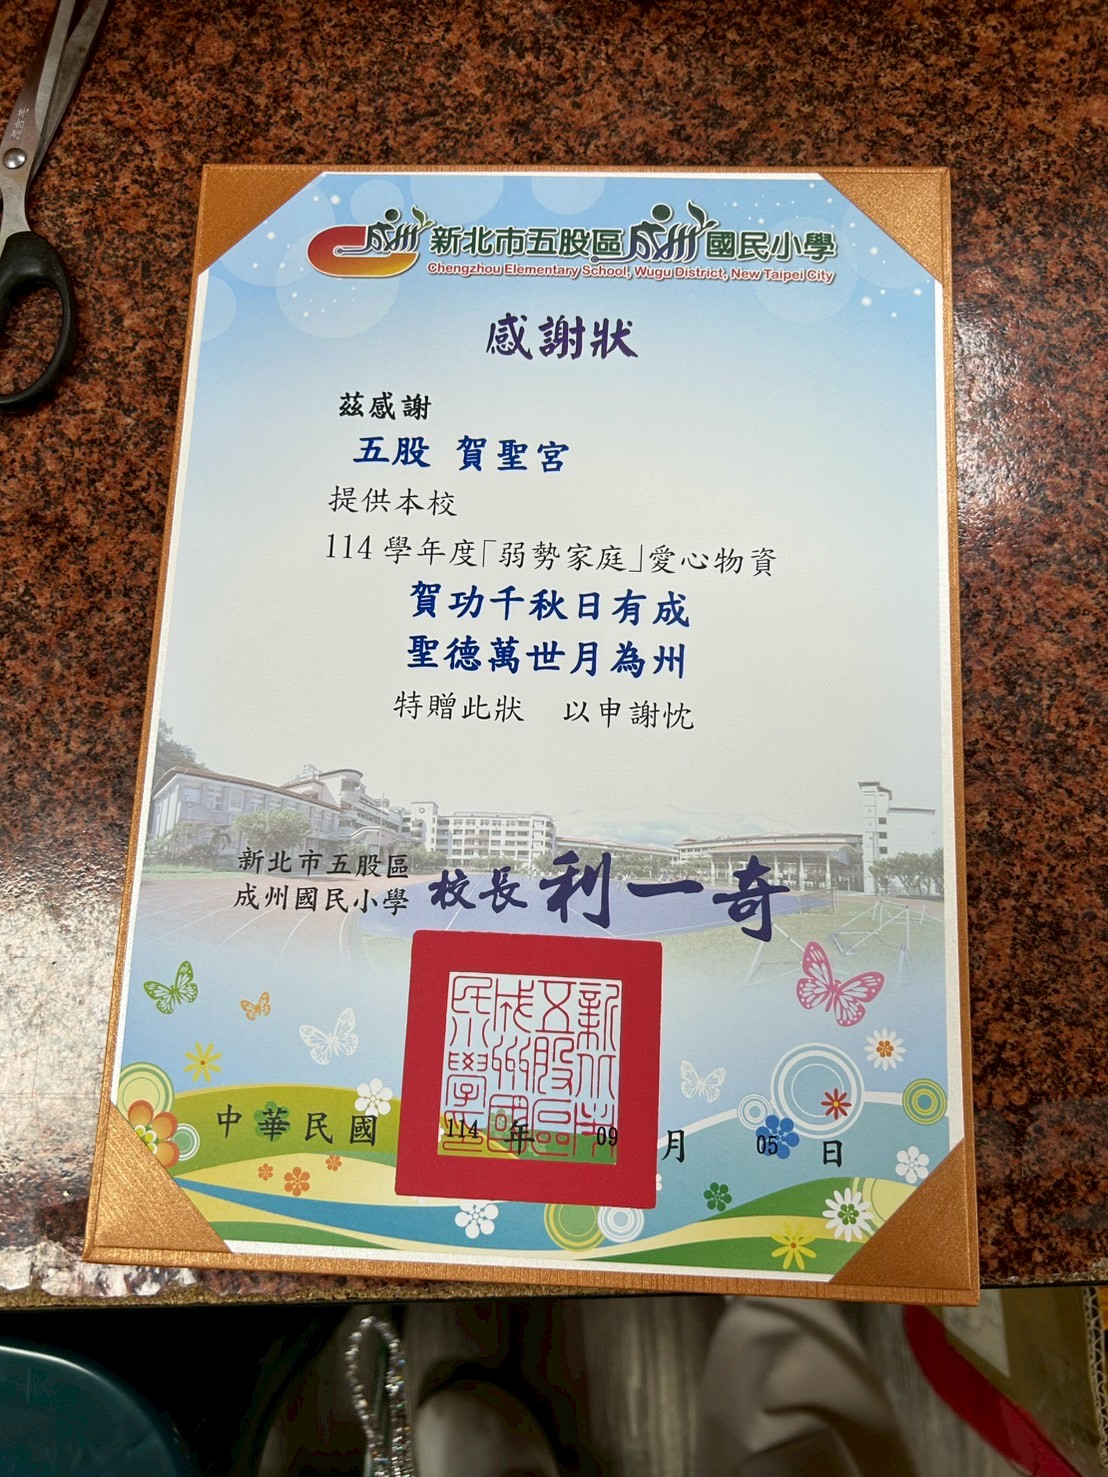 成州 新北市五股區成州國民小學
Chengzhou Elementary School, Wugu District, New Taipei City
感謝狀
茲感謝
五股 賀聖宮
提供本校
114 學年度「弱勢家庭」愛心物資
賀功千秋日有成
聖德萬世月為州
特贈此狀 以申謝忱
新北市五股區
成州國民小學
校長 利一奇
中華民國 114 年 09 月 05 日